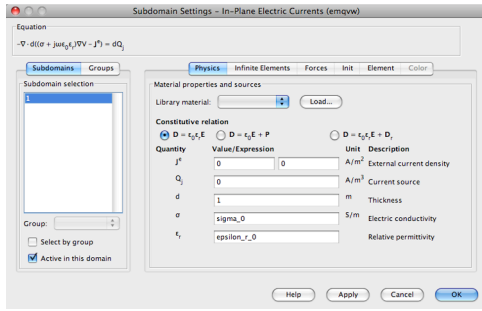 Subdomain Settings – In-Plane Electric Currents (emqvw)
Equation
-∇ · d((σ + jωε₀εᵣ)∇V - Jᵉ) = dQⱼ
Subdomains Groups
Subdomain selection
1
Group:
Select by group
Active in this domain
Physics Infinite Elements Forces Init Element Color
Material properties and sources
Library material: Load...
Constitutive relation
D = ε₀εᵣE D = ε₀E + P D = ε₀εᵣE + Dᵣ
Quantity Value/Expression Unit Description
Jᵉ 0 0 A/m² External current density
Qⱼ 0 A/m³ Current source
d 1 m Thickness
σ sigma_0 S/m Electric conductivity
εᵣ epsilon_r_0 Relative permittivity
Help Apply Cancel OK